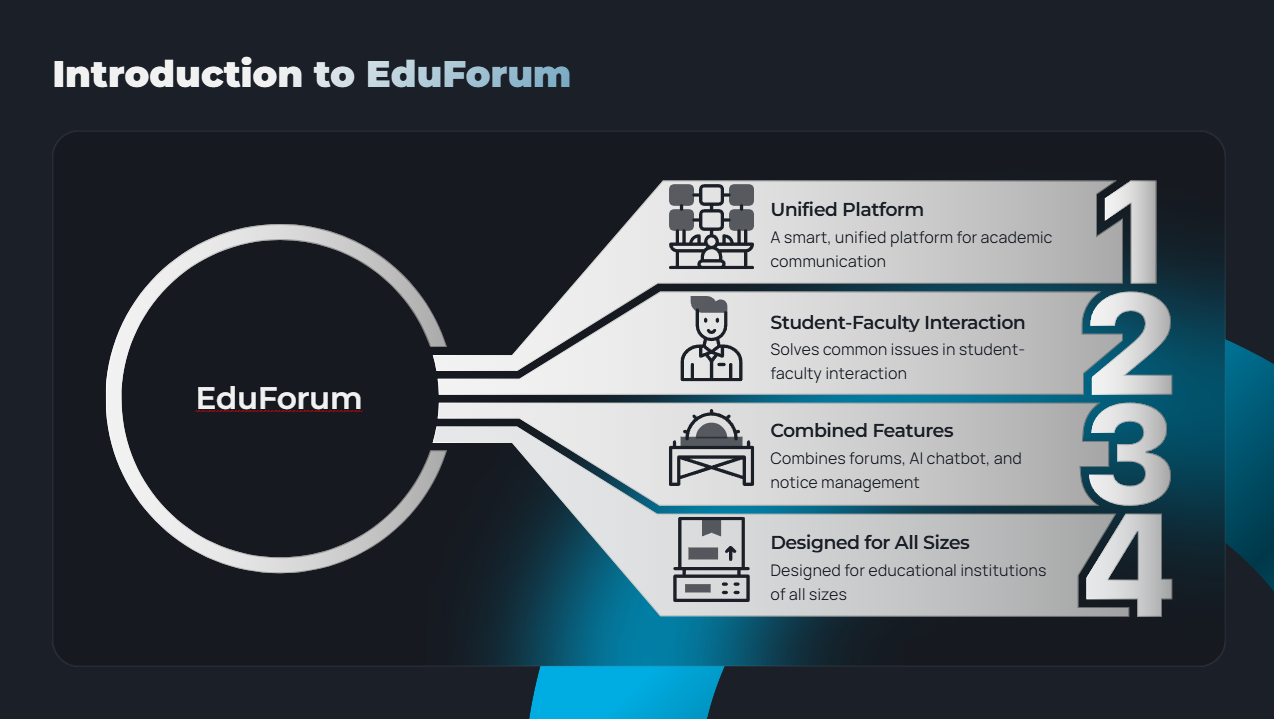 Introduction to EduForum
EduForum
Unified Platform
A smart, unified platform for academic
communication
1
Student-Faculty Interaction
Solves common issues in student-
faculty interaction
2
Combined Features
Combines forums, AI chatbot, and
notice management
3
Designed for All Sizes
Designed for educational institutions
of all sizes
4